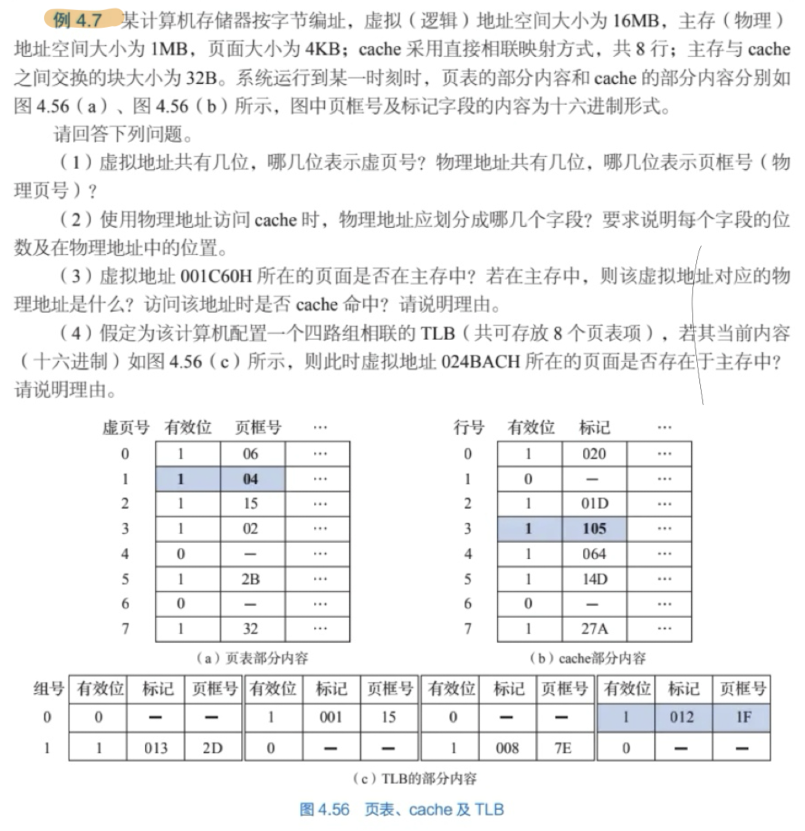 例 4.7 某计算机存储器按字节编址，虚拟（逻辑）地址空间大小为 16MB，主存（物理）
地址空间大小为 1MB，页面大小为 4KB；cache 采用直接相联映射方式，共 8 行；主存与 cache
之间交换的块大小为 32B。系统运行到某一时刻时，页表的部分内容和 cache 的部分内容分别如
图 4.56（a）、图 4.56（b）所示，图中页框号及标记字段的内容为十六进制形式。
请回答下列问题。
（1）虚拟地址共有几位，哪几位表示虚页号？物理地址共有几位，哪几位表示页框号（物
理页号）？
（2）使用物理地址访问 cache 时，物理地址应划分成哪几个字段？要求说明每个字段的位
数及在物理地址中的位置。
（3）虚拟地址 001C60H 所在的页面是否在主存中？若在主存中，则该虚拟地址对应的物
理地址是什么？访问该地址时是否 cache 命中？请说明理由。
（4）假定为该计算机配置一个四路组相联的 TLB（共可存放 8 个页表项），若其当前内容
（十六进制）如图 4.56（c）所示，则此时虚拟地址 024BACH 所在的页面是否存在于主存中？
请说明理由。
虚页号 有效位 页框号 …
0 1 06 …
1 1 04 …
2 1 15 …
3 1 02 …
4 0 — …
5 1 2B …
6 0 — …
7 1 32 …
（a）页表部分内容
行号 有效位 标记 …
0 1 020 …
1 0 — …
2 1 01D …
3 1 105 …
4 1 064 …
5 1 14D …
6 0 — …
7 1 27A …
（b）cache部分内容
组号 有效位 标记 页框号 有效位 标记 页框号 有效位 标记 页框号 有效位 标记 页框号
0 0 — — 1 001 15 0 — — 1 012 1F
1 1 013 2D 0 — — 1 008 7E 0 — —
（c）TLB的部分内容
图 4.56 页表、cache 及 TLB